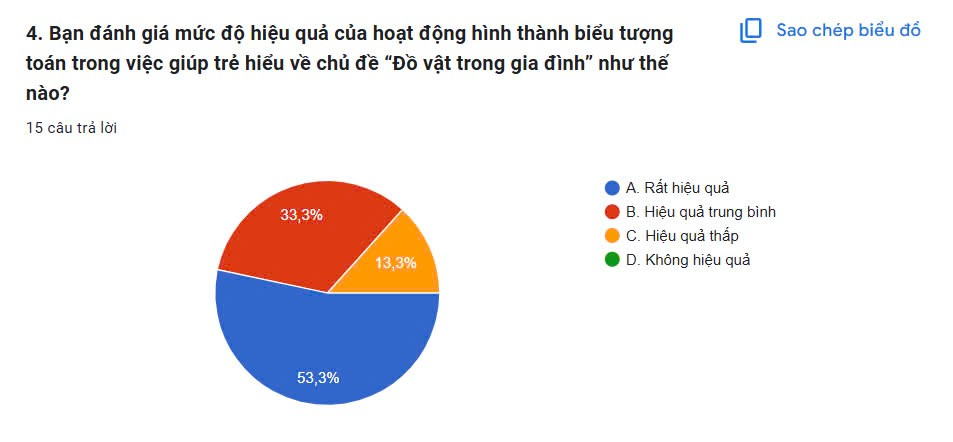 4. Bạn đánh giá mức độ hiệu quả của hoạt động hình thành biểu tượng
toán trong việc giúp trẻ hiểu về chủ đề “Đồ vật trong gia đình” như thế
nào?
Sao chép biểu đồ
15 câu trả lời
33,3%
13,3%
53,3%
A. Rất hiệu quả
B. Hiệu quả trung bình
C. Hiệu quả thấp
D. Không hiệu quả